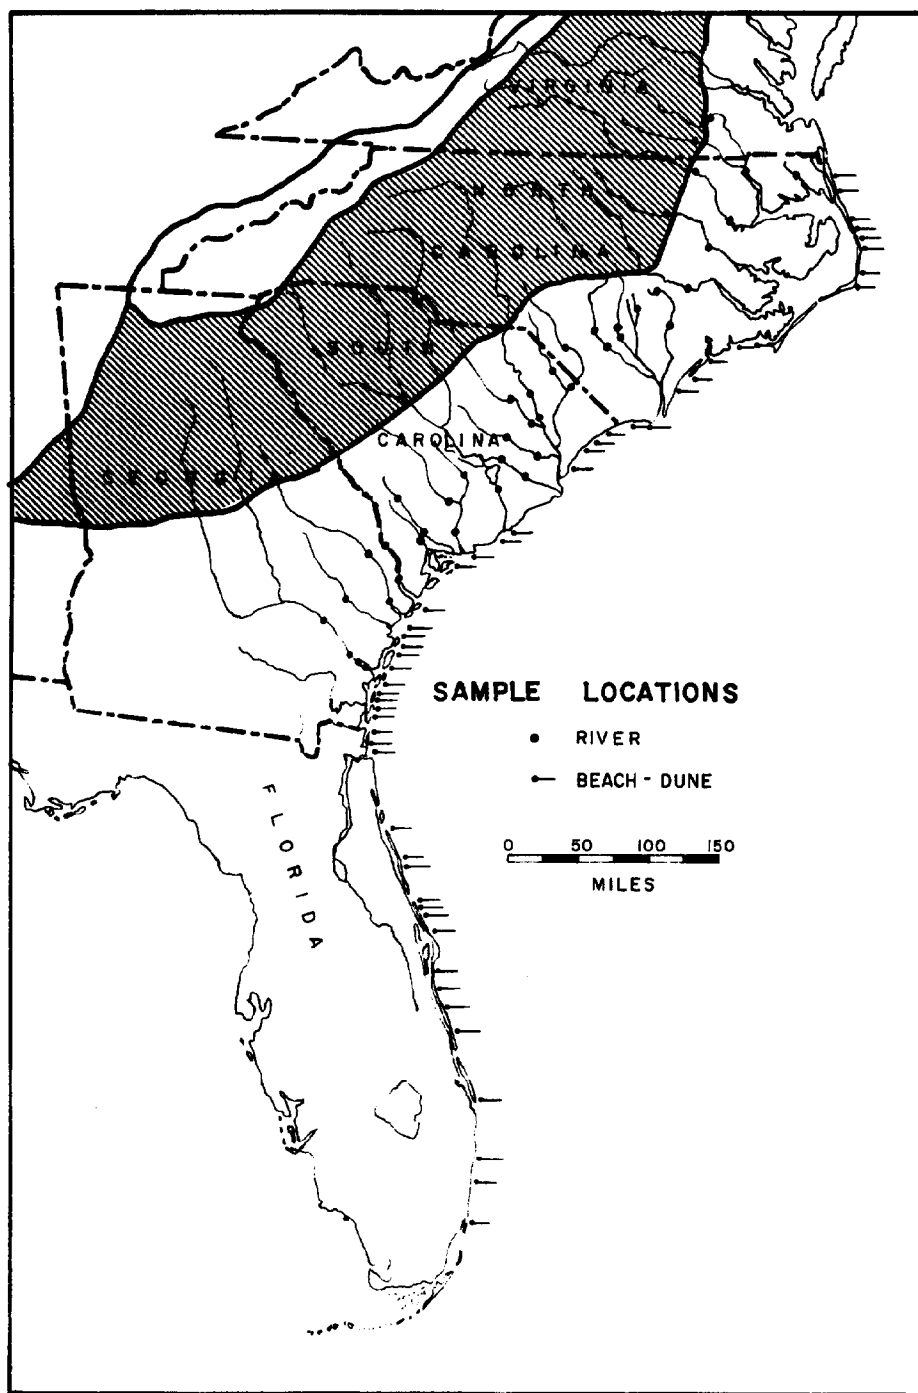 VIRGINIA
NORTH
CAROLINA
SOUTH
CAROLINA
GEORGIA
FLORIDA
SAMPLE LOCATIONS
RIVER
BEACH - DUNE
0 50 100 150
MILES